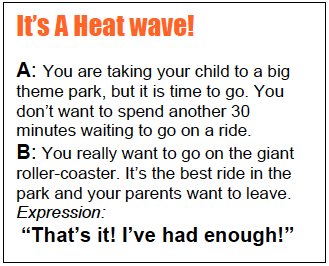 It's A Heat wave!
A: You are taking your child to a big
theme park, but it is time to go. You
don't want to spend another 30
minutes waiting to go on a ride.
B: You really want to go on the giant
roller-coaster. It's the best ride in the
park and your parents want to leave.
Expression:
"That's it! I've had enough!"